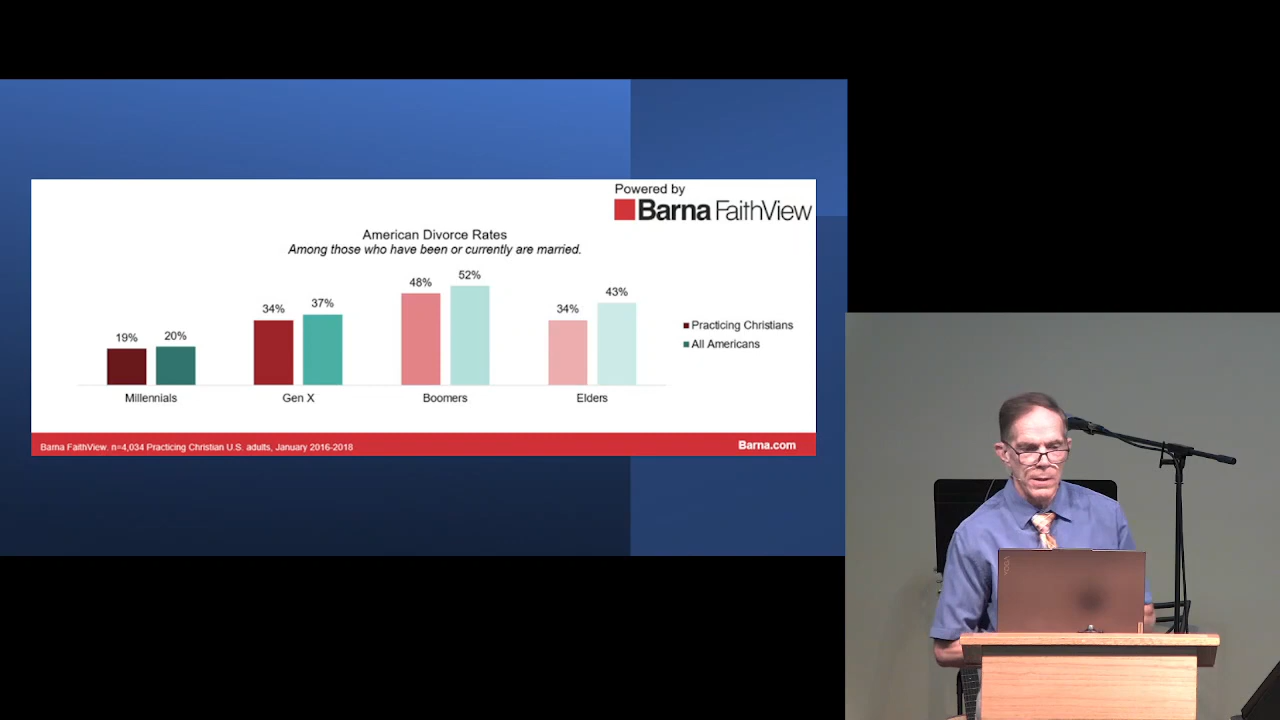 Powered by
Barna FaithView
American Divorce Rates
Among those who have been or currently are married.
19%
20%
34%
37%
48%
52%
34%
43%
Practicing Christians
All Americans
Millennials
Gen X
Boomers
Elders
Barna FaithView. n=4,034 Practicing Christian U.S. adults, January 2016-2018
Barna.com
YOGA